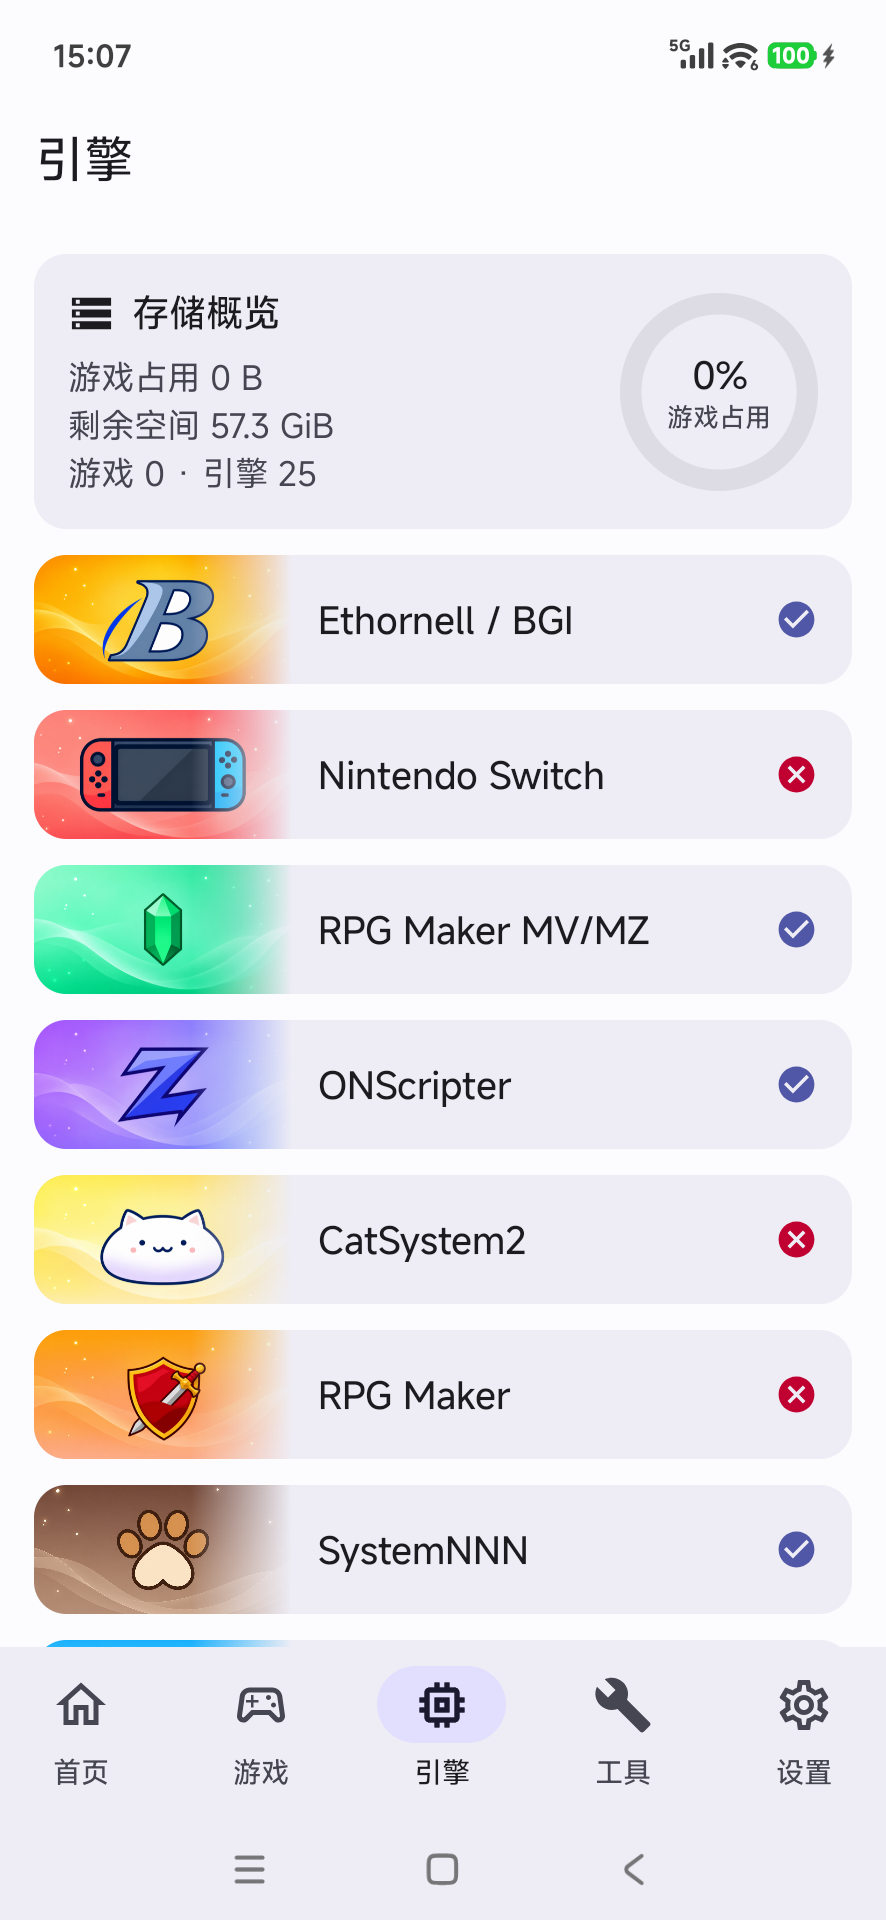 15:07
5G
6
100
引擎
存储概览
游戏占用 0 B
剩余空间 57.3 GiB
游戏 0 · 引擎 25
0%
游戏占用
Ethornell / BGI
Nintendo Switch
RPG Maker MV/MZ
ONScripter
CatSystem2
RPG Maker
SystemNNN
首页
游戏
引擎
工具
设置